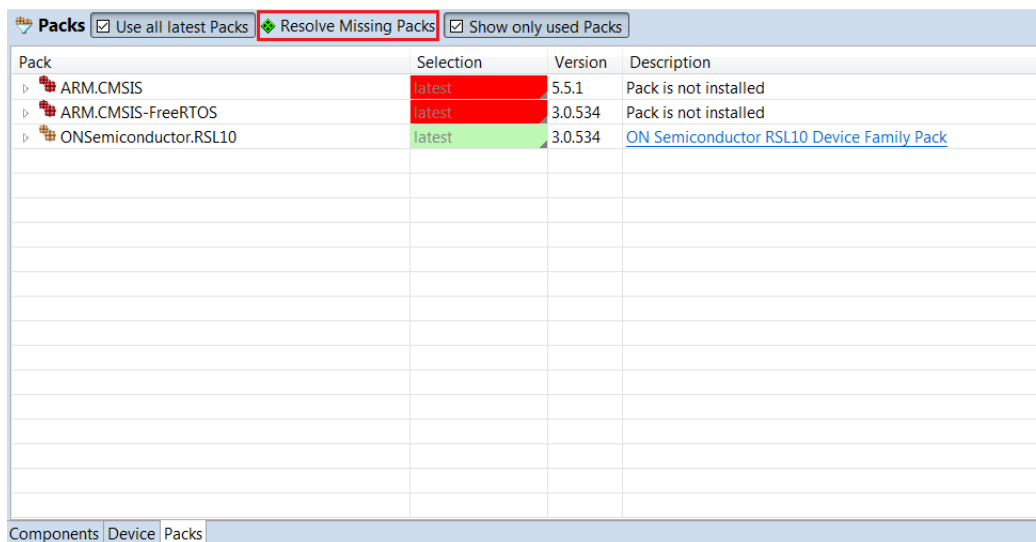 Packs Use all latest Packs Resolve Missing Packs Show only used Packs
Pack Selection Version Description
ARM.CMSIS latest 5.5.1 Pack is not installed
ARM.CMSIS-FreeRTOS latest 3.0.534 Pack is not installed
ONSemiconductor.RSL10 latest 3.0.534 ON Semiconductor RSL10 Device Family Pack
Components Device Packs